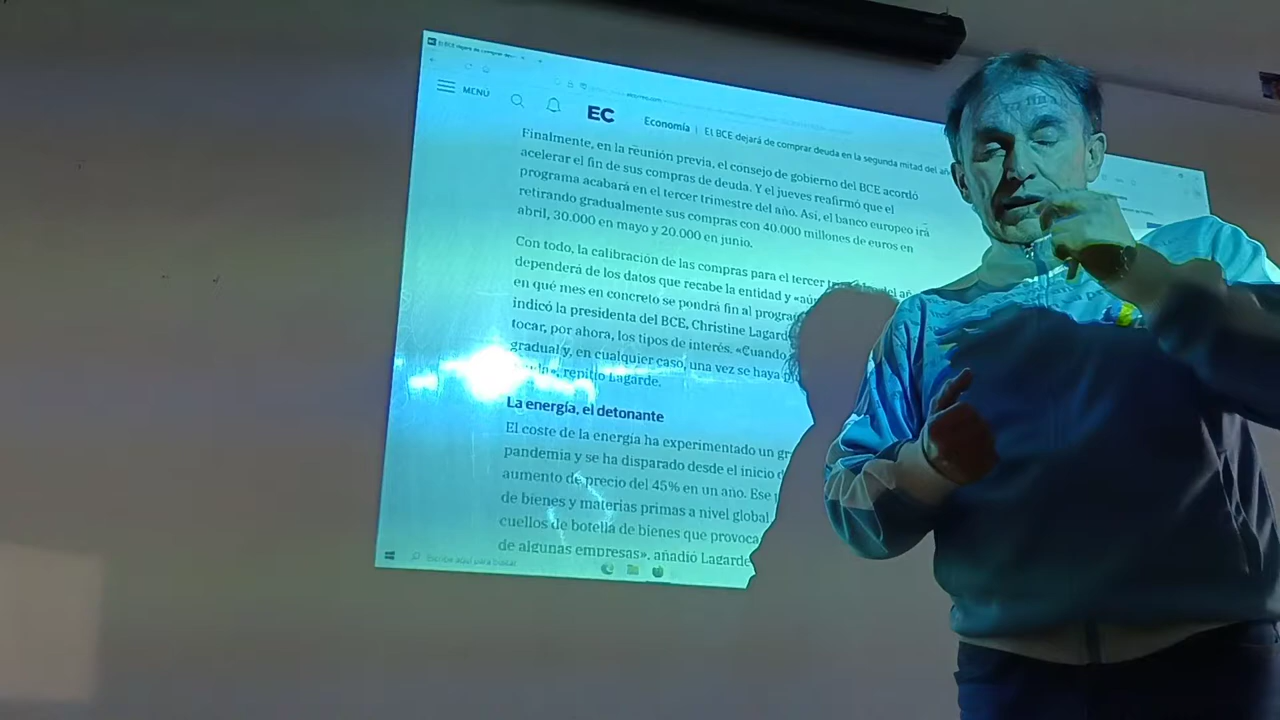 MENÚ
EC
Economía | EL BCE dejará de comprar deuda en la segunda mitad del año
Finalmente, en la reunión previa, el consejo de gobierno del BCE acordó
acelerar el fin de sus compras de deuda. Y el jueves reafirmó que el
programa acabará en el tercer trimestre del año. Así, el banco europeo irá
retirando gradualmente sus compras con 40.000 millones de euros en
abril, 30.000 en mayo y 20.000 en junio.
Con todo, la calibración de las compras para el tercer
dependerá de los datos que recabe la entidad y «aún
en qué mes en concreto se pondrá fin al
indicó la presidenta del BCE, Christine
tocar, por ahora, los tipos de interés. «Cuando
gradual y, en cualquier caso, una vez se haya
repitió Lagarde.
La energía, el detonante
El coste de la energía ha experimentado un
pandemia y se ha disparado desde el inicio
aumento de precio del 45% en un año. Ese
de bienes y materias primas a nivel global
cuellos de botella de bienes que provoca
de algunas empresas», añadió Lagarde
Escribe aquí para buscar